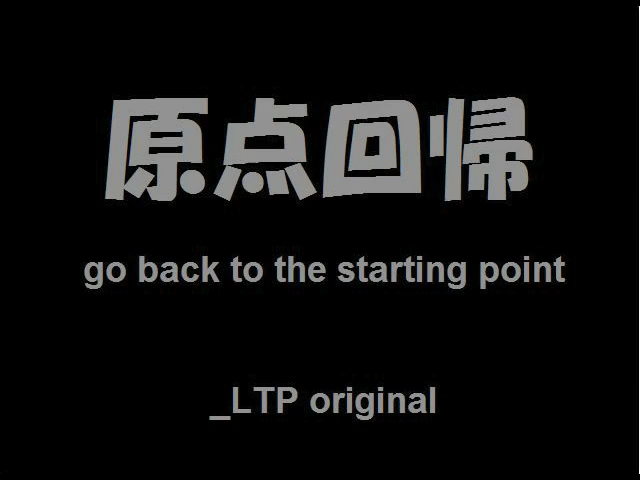 原点回帰
go back to the starting point
_LTP original